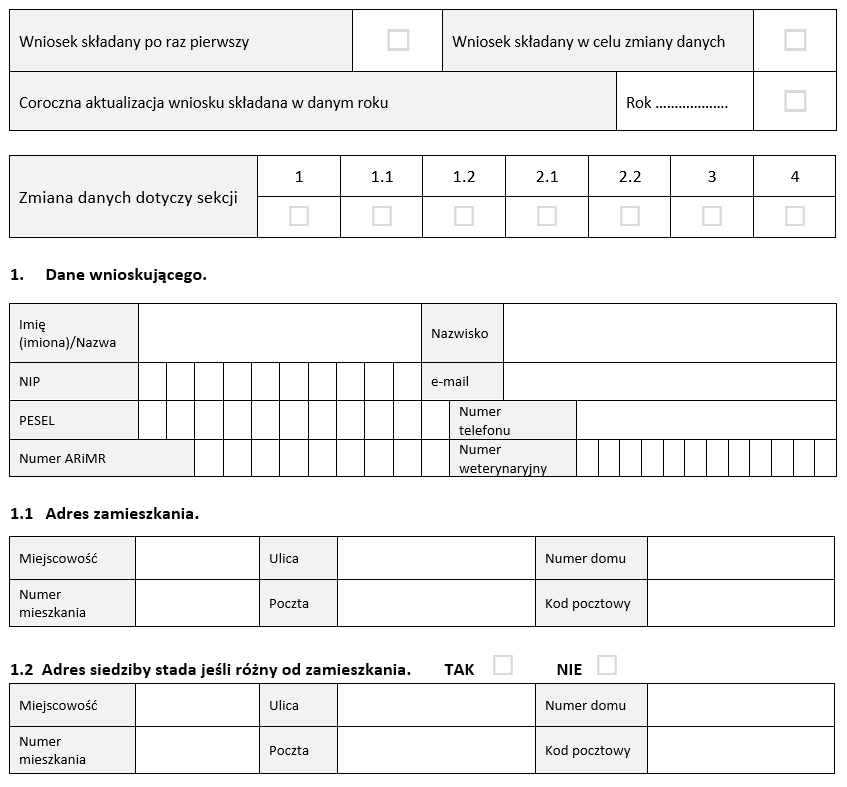 Wniosek składany po raz pierwszy
Wniosek składany w celu zmiany danych
Coroczna aktualizacja wniosku składana w danym roku
Rok ……………….
Zmiana danych dotyczy sekcji
1 1.1 1.2 2.1 2.2 3 4
1. Dane wnioskującego.
Imię
(imiona)/Nazwa
Nazwisko
NIP
e-mail
PESEL
Numer
telefonu
Numer ARiMR
Numer
weterynaryjny
1.1 Adres zamieszkania.
Miejscowość
Ulica
Numer domu
Numer
mieszkania
Poczta
Kod pocztowy
1.2 Adres siedziby stada jeśli różny od zamieszkania. TAK NIE
Miejscowość
Ulica
Numer domu
Numer
mieszkania
Poczta
Kod pocztowy